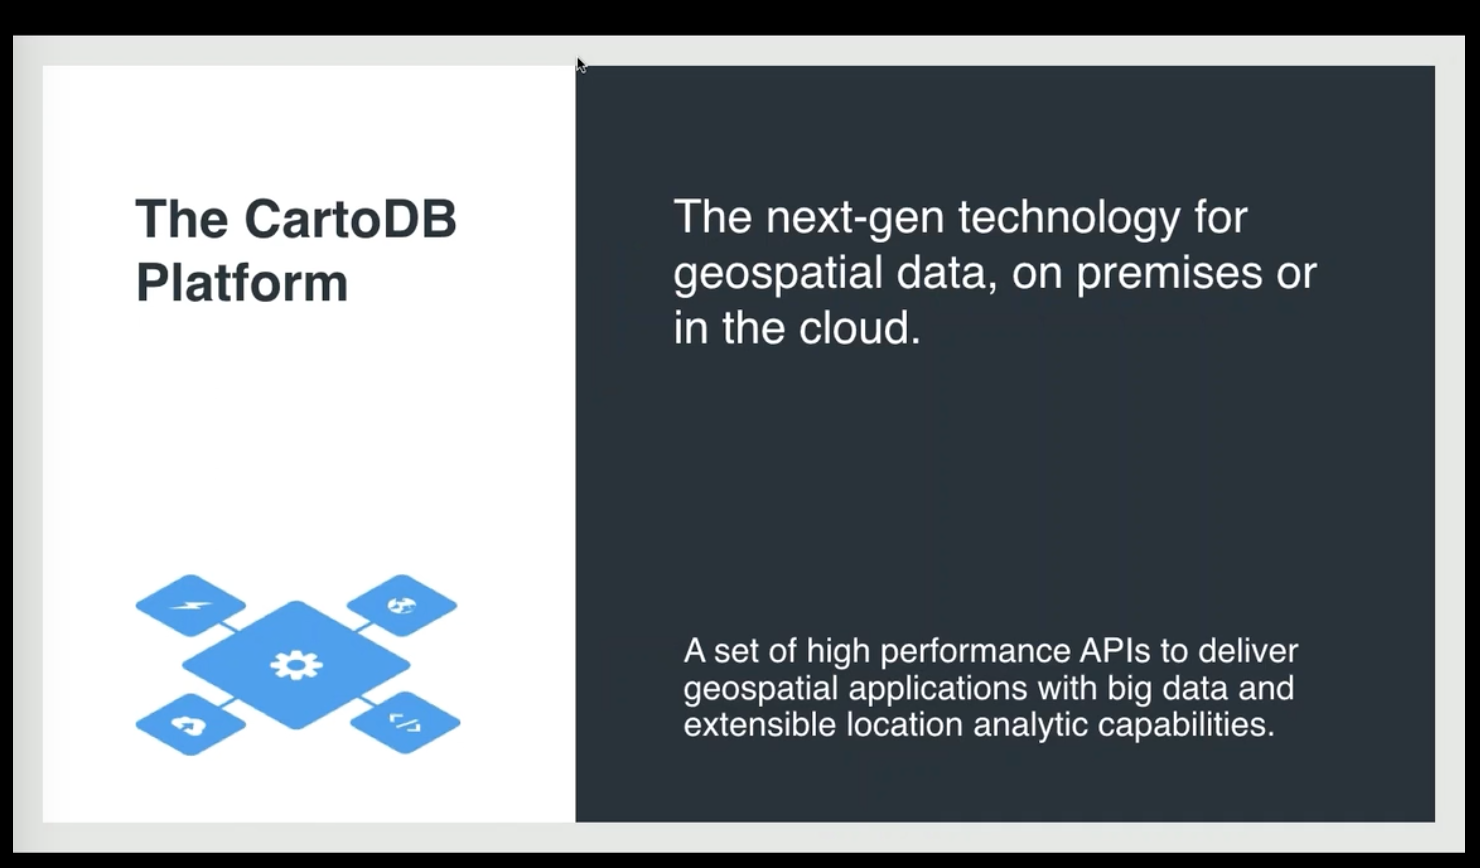 The CartoDB
Platform
The next-gen technology for
geospatial data, on premises or
in the cloud.
A set of high performance APIs to deliver
geospatial applications with big data and
extensible location analytic capabilities.